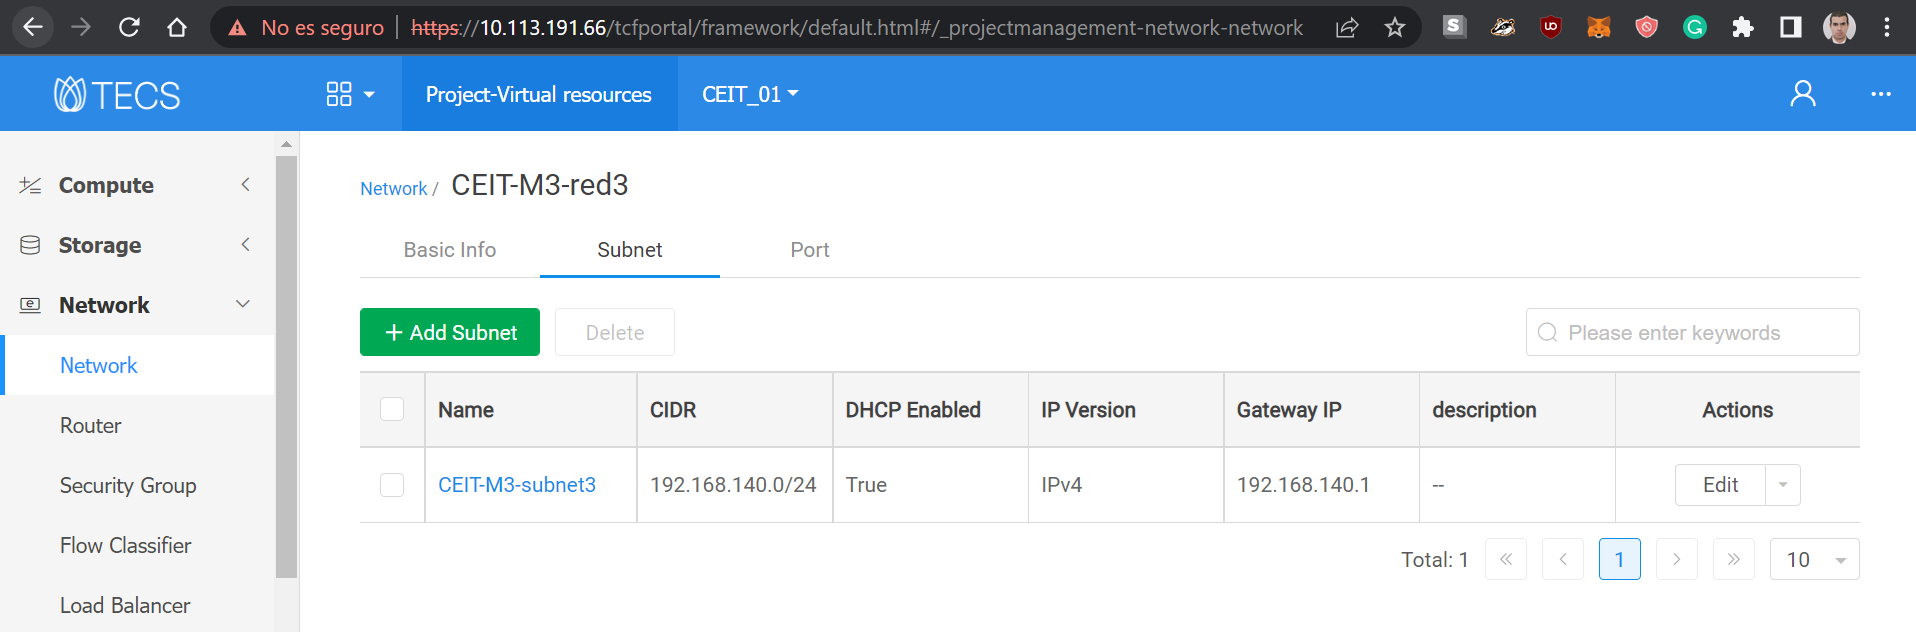 No es seguro | https://10.113.191.66/tcfportal/framework/default.html#/_projectmanagement-network-network
TECS
Project-Virtual resources
CEIT_01
Compute
Storage
Network
Network
Router
Security Group
Flow Classifier
Load Balancer
Network / CEIT-M3-red3
Basic Info Subnet Port
+ Add Subnet Delete Please enter keywords
Name CIDR DHCP Enabled IP Version Gateway IP description Actions
CEIT-M3-subnet3 192.168.140.0/24 True IPv4 192.168.140.1 -- Edit
Total: 1 « < 1 > » 10